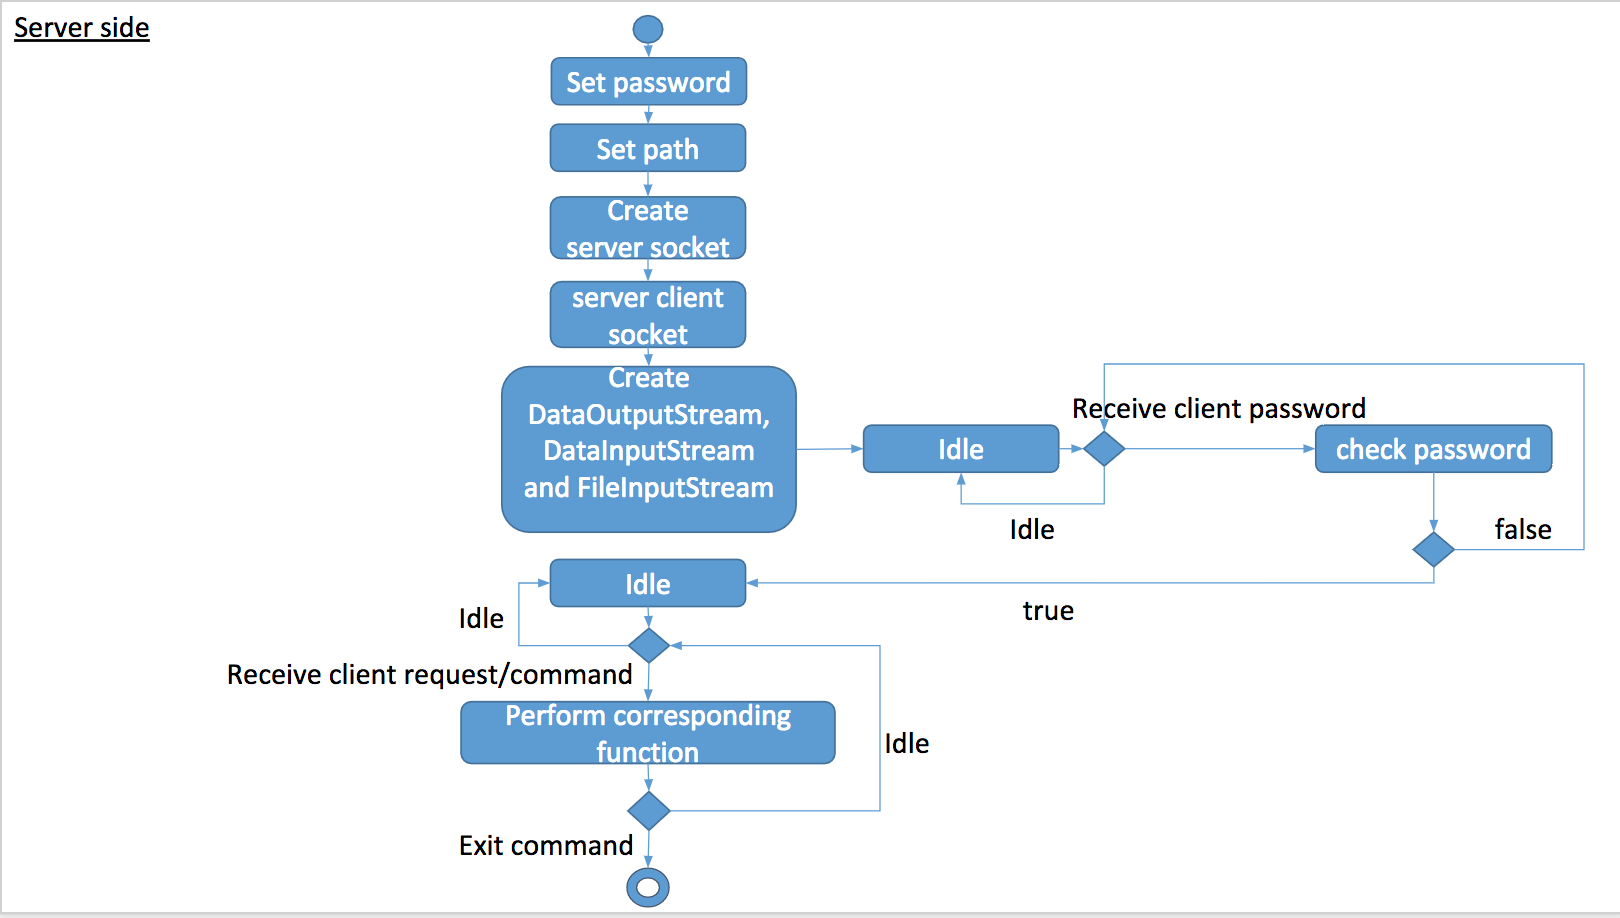 Server side
Set password
Set path
Create
server socket
server client
socket
Create
DataOutputStream,
DataInputStream
and FileInputStream
Idle
Receive client password
check password
Idle
false
true
Idle
Idle
Receive client request/command
Perform corresponding
function
Idle
Exit command